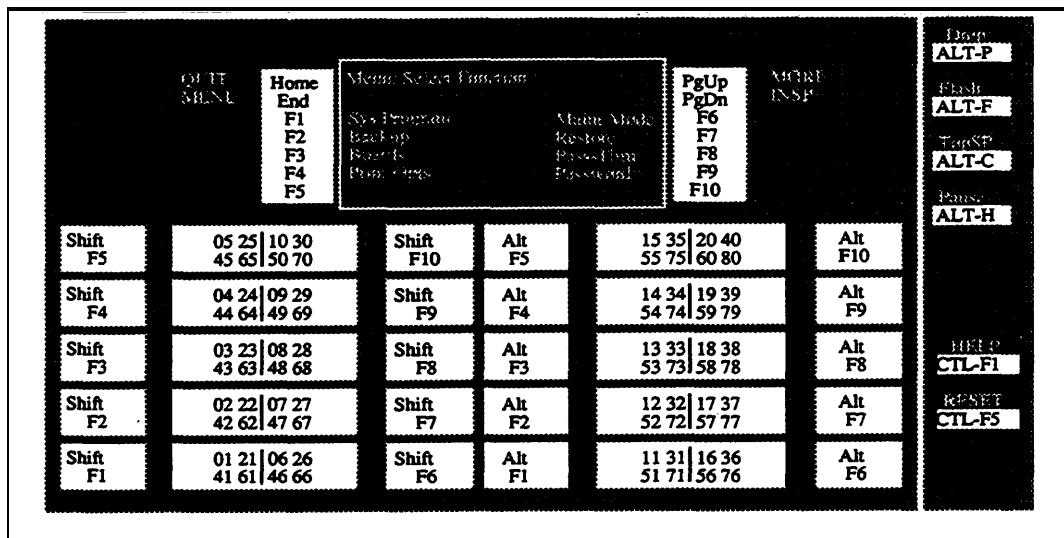 QUIT
MENU
Home
End
F1
F2
F3
F4
F5
Menu: Select Function
Sys Program Maint Mode
Backup Restore
Boards
Password
PgUp
PgDn
F6
F7
F8
F9
F10
MORE
INSP
ALT-P
Flash
ALT-F
ALT-C
Pause
ALT-H
HELP
CTL-F1
RESET
CTL-F5
Shift
F5
05 25 10 30
45 65 50 70
Shift
F10
Alt
F5
15 35 20 40
55 75 60 80
Alt
F10
Shift
F4
04 24 09 29
44 64 49 69
Shift
F9
Alt
F4
14 34 19 39
54 74 59 79
Alt
F9
Shift
F3
03 23 08 28
43 63 48 68
Shift
F8
Alt
F3
13 33 18 38
53 73 58 78
Alt
F8
Shift
F2
02 22 07 27
42 62 47 67
Shift
F7
Alt
F2
12 32 17 37
52 72 57 77
Alt
F7
Shift
F1
01 21 06 26
41 61 46 66
Shift
F6
Alt
F1
11 31 16 36
51 71 56 76
Alt
F6